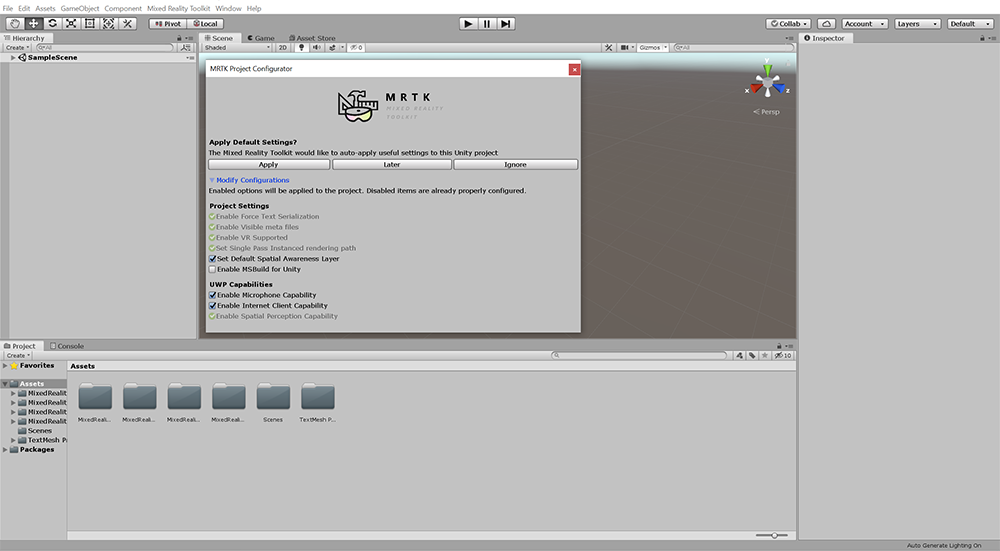 File Edit Assets GameObject Component Mixed Reality Toolkit Window Help
Pivot Local Collab Account Layers Default
Hierarchy Scene Game Asset Store Inspector
Create All Shaded 2D 0 Gizmos All
SampleScene
MRTK Project Configurator
MRTK
MIXED REALITY
TOOLKIT
y
x z
Persp
Apply Default Settings?
The Mixed Reality Toolkit would like to auto-apply useful settings to this Unity project
Apply Later Ignore
Modify Configurations
Enabled options will be applied to the project. Disabled items are already properly configured.
Project Settings
Enable Force Text Serialization
Enable Visible meta files
Enable VR Supported
Set Single Pass Instanced rendering path
Set Default Spatial Awareness Layer
Enable MSBuild for Unity
UWP Capabilities
Enable Microphone Capability
Enable Internet Client Capability
Enable Spatial Perception Capability
Project Console
Create 10
Favorites
Assets
Assets
MixedRealit
MixedRealit
MixedRealit
MixedRealit
Scenes
TextMesh P
Packages
MixedReali... MixedReali... MixedReali... MixedReali... Scenes TextMesh P...
Auto Generate Lighting On